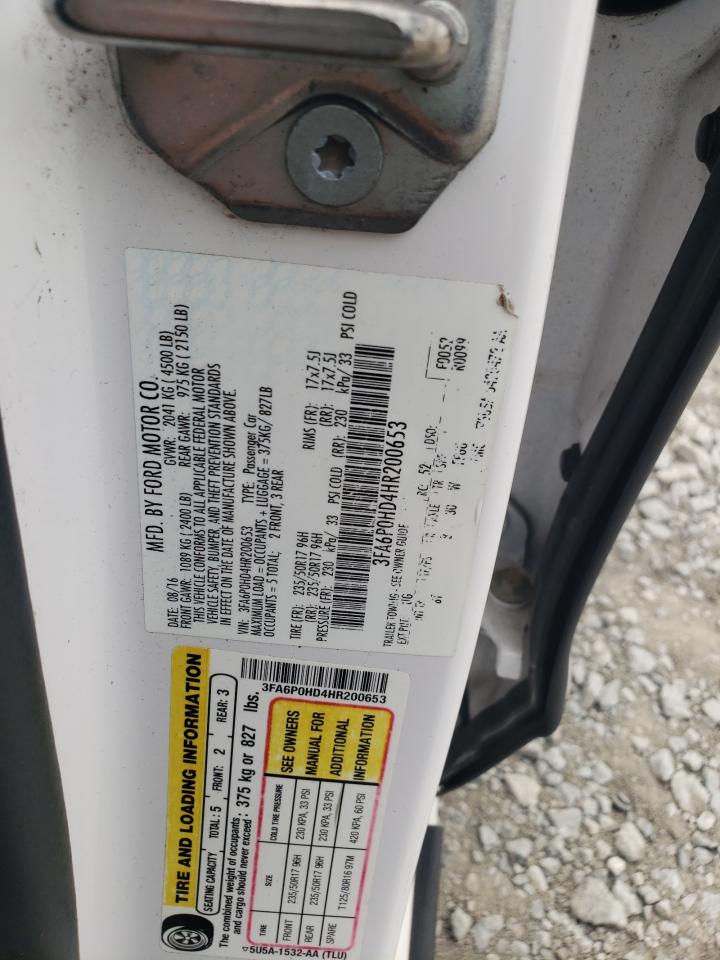 MFD. BY FORD MOTOR CO.
DATE: 08/16 GVWR: 2041 KG (4500 LB)
FRONT GAWR: 1088 KG (2400 LB) REAR GAWR: 975 KG (2150 LB)
THIS VEHICLE CONFORMS TO ALL APPLICABLE FEDERAL MOTOR
VEHICLE SAFETY, BUMPER, AND THEFT PREVENTION STANDARDS
IN EFFECT ON THE DATE OF MANUFACTURE SHOWN ABOVE.
VIN: 3FA6P0HD4HR200653 TYPE: Passenger Car
MAXIMUM LOAD = OCCUPANTS + LUGGAGE = 375KG/ 827LB
OCCUPANTS = 5 TOTAL; 2 FRONT, 3 REAR
TIRE (FR): 235/50R17 96H RIMS (FR): 17x7.5J
(RR): 235/50R17 96H (RR): 17x7.5J
PRESSURE (FR): 230 kPa/ 33 PSI COLD (RR): 230 kPa/ 33 PSI COLD
3FA6P0HD4HR200653
F0052
R0099
TRAILER TOWING - SEE OWNER GUIDE
EXT PNT: RC: 52 DSO:
TIRE AND LOADING INFORMATION
SEATING CAPACITY TOTAL: 5 FRONT: 2 REAR: 3
The combined weight of occupants
and cargo should never exceed: 375 kg or 827 lbs.
3FA6P0HD4HR200653
TIRE SIZE COLD TIRE PRESSURE
FRONT 235/50R17 96H 230 KPA, 33 PSI
REAR 235/50R17 96H 230 KPA, 33 PSI
SPARE T125/80R16 97M 420 KPA, 60 PSI
SEE OWNERS
MANUAL FOR
ADDITIONAL
INFORMATION
5U5A-1532-AA (TLU)